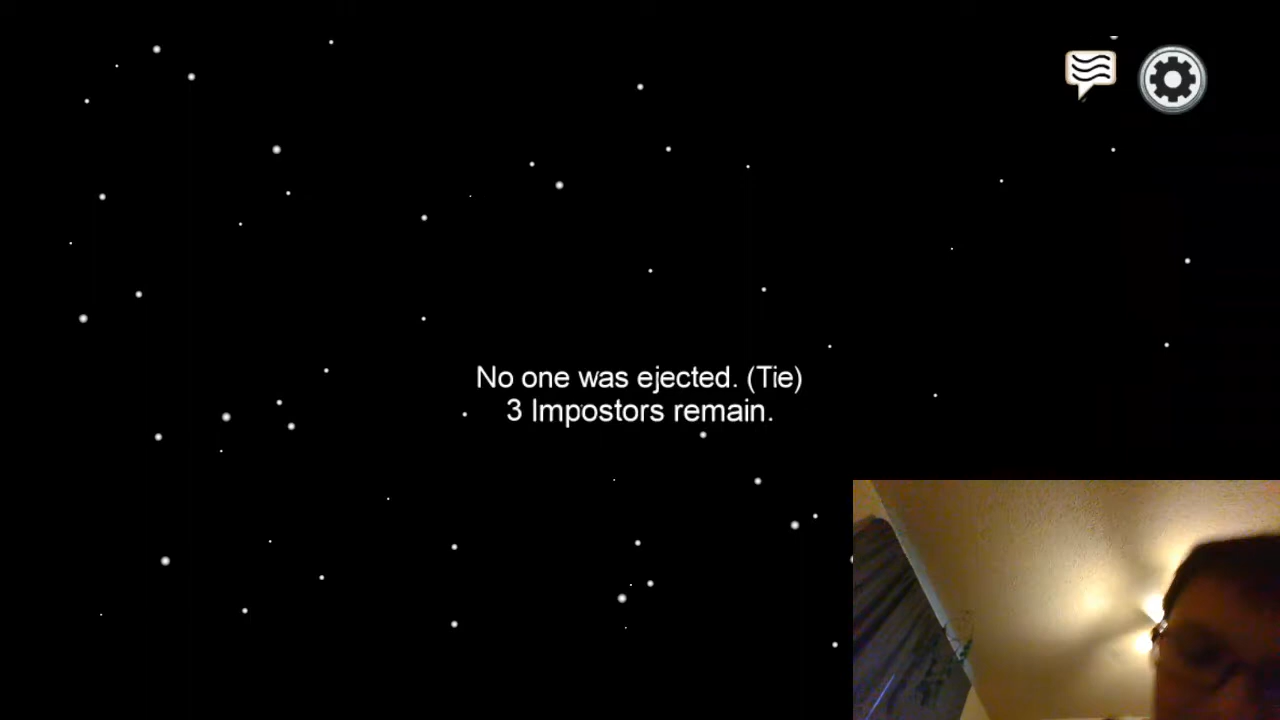 No one was ejected. (Tie)
3 Impostors remain.